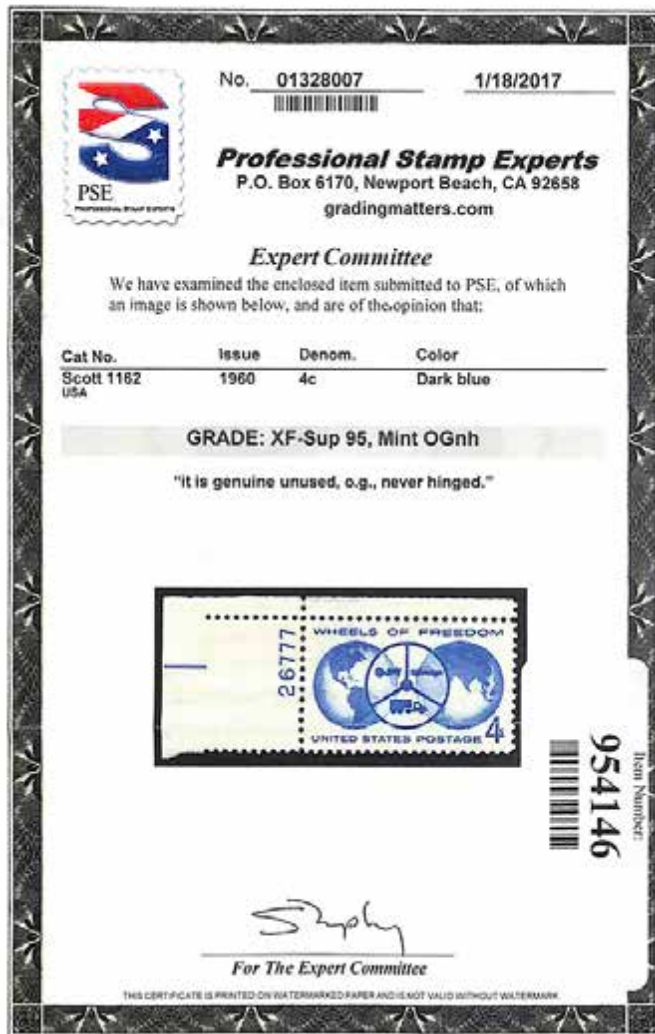 No. 01328007 1/18/2017
PSE
PROFESSIONAL STAMP EXPERTS
Professional Stamp Experts
P.O. Box 6170, Newport Beach, CA 92658
gradingmatters.com
Expert Committee
We have examined the enclosed item submitted to PSE, of which
an image is shown below, and are of the opinion that:
Cat No. Issue Denom. Color
Scott 1162 1960 4c Dark blue
USA
GRADE: XF-Sup 95, Mint OGnh
"it is genuine unused, o.g., never hinged."
26777
WHEELS OF FREEDOM
UNITED STATES POSTAGE 4c
Item Number:
954146
For The Expert Committee
THIS CERTIFICATE IS PRINTED ON WATERMARKED PAPER AND IS NOT VALID WITHOUT WATERMARK